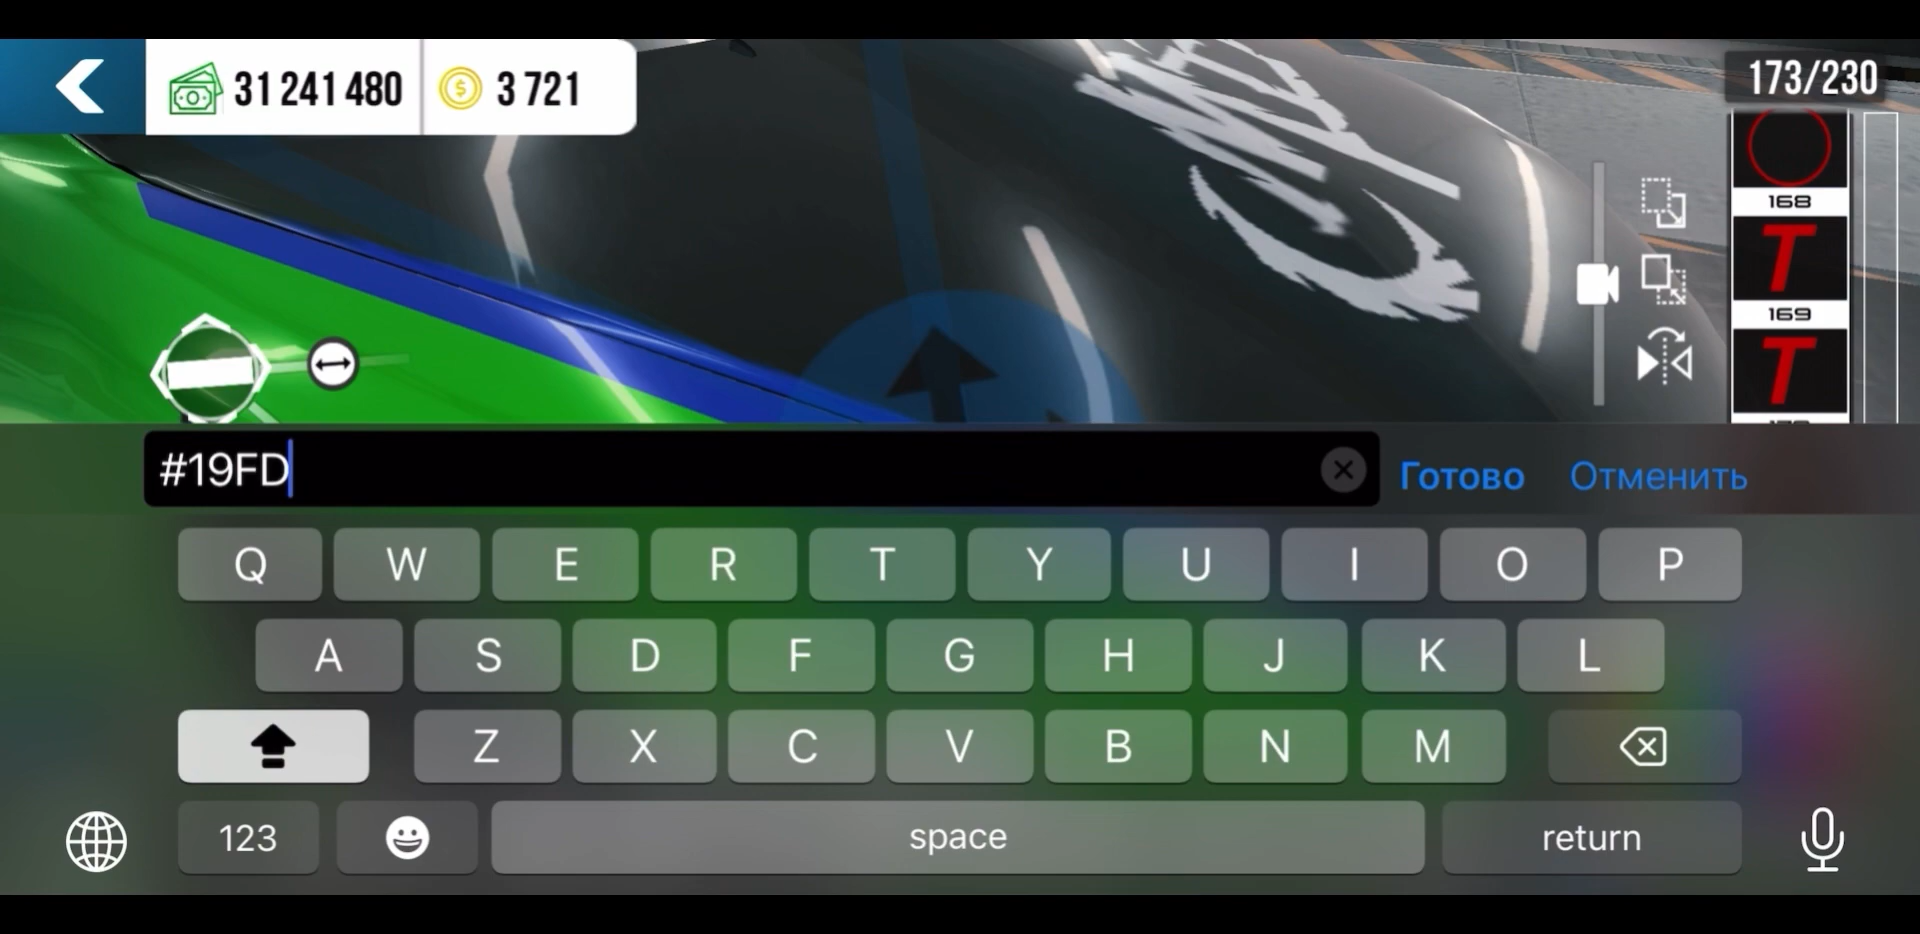 31 241 480
3 721
173/230
168
T
169
T
#19FD
Готово
Отменить
Q W E R T Y U I O P
A S D F G H J K L
Z X C V B N M
123
space
return